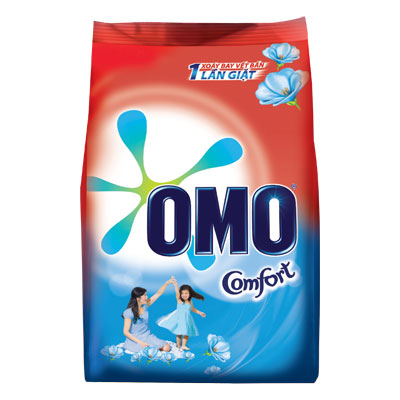 XOÁY BAY VẾT BẨN
1 LẦN GIẶT
OMO
Comfort